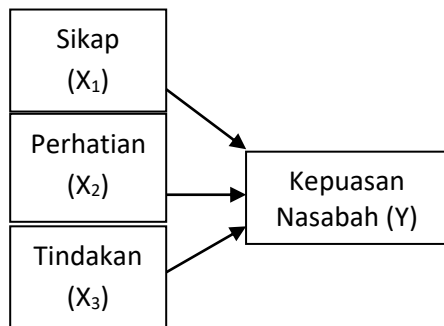 Sikap
(X₁)
Perhatian
(X₂)
Kepuasan
Nasabah (Y)
Tindakan
(X₃)